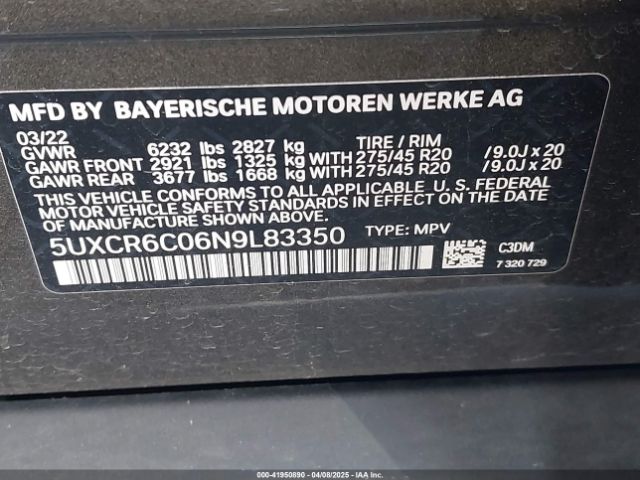 MFD BY BAYERISCHE MOTOREN WERKE AG
03/22
GVWR 6232 lbs 2827 kg TIRE / RIM
GAWR FRONT 2921 lbs 1325 kg WITH 275/45 R20 /9.0J x 20
GAWR REAR 3677 lbs 1668 kg WITH 275/45 R20 /9.0J x 20
THIS VEHICLE CONFORMS TO ALL APPLICABLE U. S. FEDERAL
MOTOR VEHICLE SAFETY STANDARDS IN EFFECT ON THE DATE
OF MANUFACTURE SHOWN ABOVE.
5UXCR6C06N9L83350 TYPE: MPV
C3DM
7 320 729
000-41950890 04/08/2025 IAA Inc.